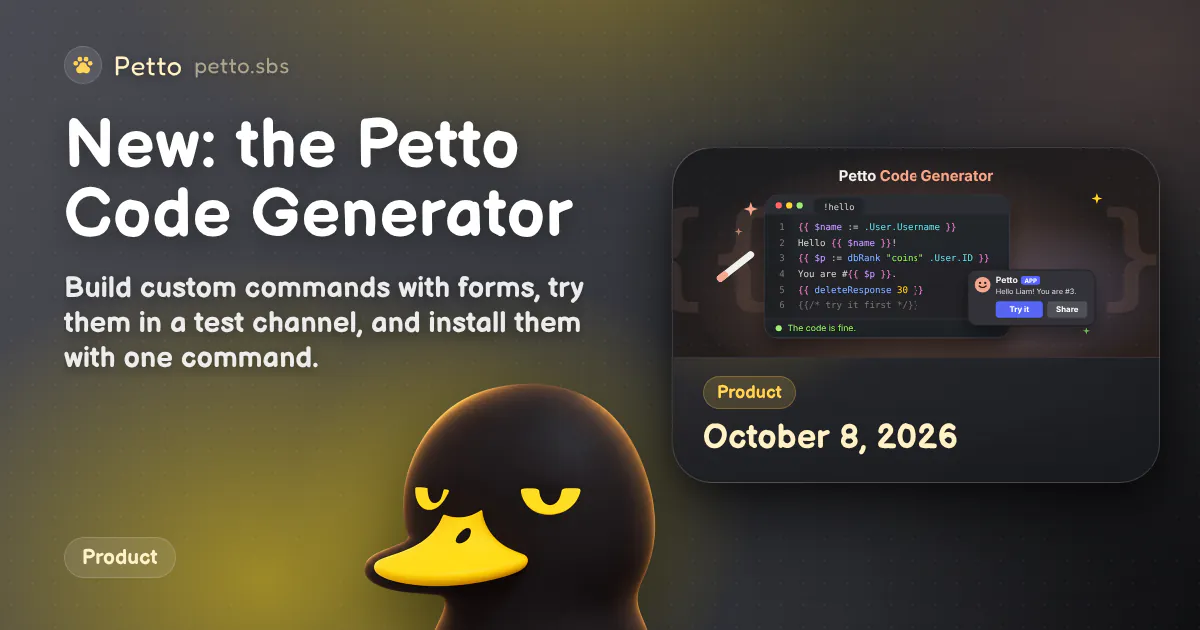 Petto petto.sbs
New: the Petto
Code Generator
Build custom commands with forms, try
them in a test channel, and install them
with one command.
Product
Petto Code Generator
!hello
1 {{ $name := .User.Username }}
2 Hello {{ $name }}!
3 {{ $p := dbRank "coins" .User.ID }}
4 You are #{{ $p }}.
5 {{ deleteResponse 30 }}
6 {{/* try it first */}}
The code is fine.
Petto APP
Hello Liam! You are #3.
Try it Share
Product
October 8, 2026